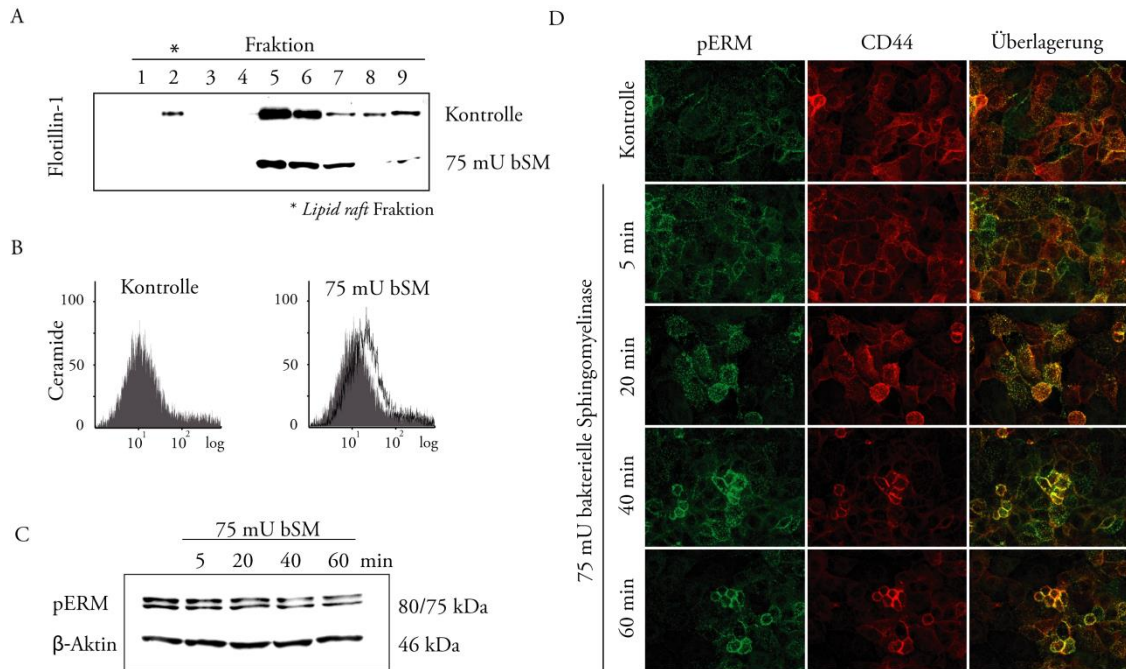 A
* Fraktion
1 2 3 4 5 6 7 8 9
Flotillin-1
Kontrolle
75 mU bSM
* Lipid raft Fraktion
B
Kontrolle
75 mU bSM
Ceramide
100
50
0
10¹ 10² log
100
50
0
10¹ 10² log
C
75 mU bSM
5 20 40 60 min
pERM
80/75 kDa
β-Aktin
46 kDa
D
pERM CD44 Überlagerung
Kontrolle
75 mU bakterielle Sphingomyelinase
5 min
20 min
40 min
60 min